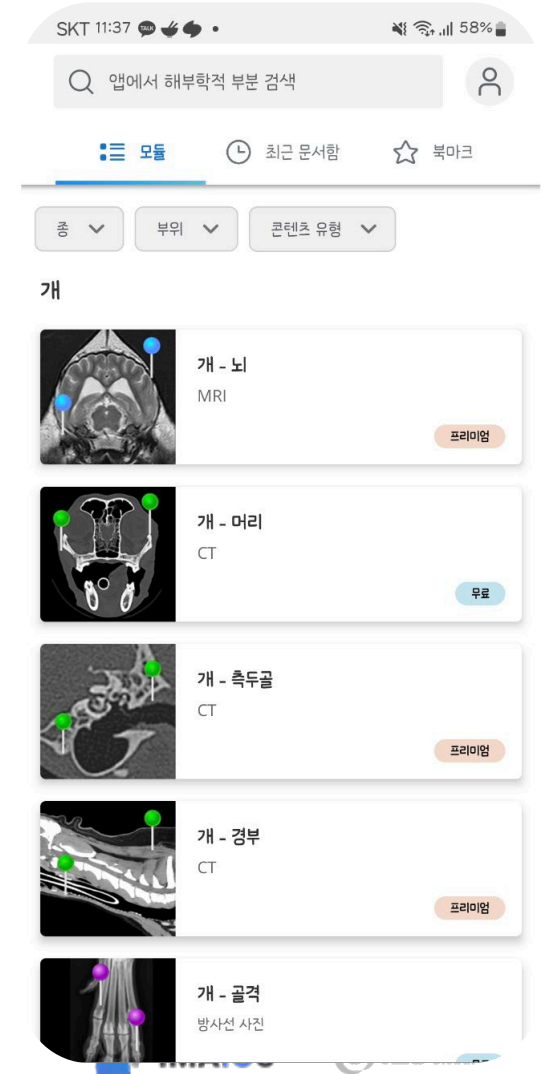 SKT 11:37
58%
앱에서 해부학적 부분 검색
모듈 최근 문서함 북마크
종 부위 콘텐츠 유형
개
개 - 뇌
MRI
프리미엄
개 - 머리
CT
무료
개 - 측두골
CT
프리미엄
개 - 경부
CT
프리미엄
개 - 골격
방사선 사진